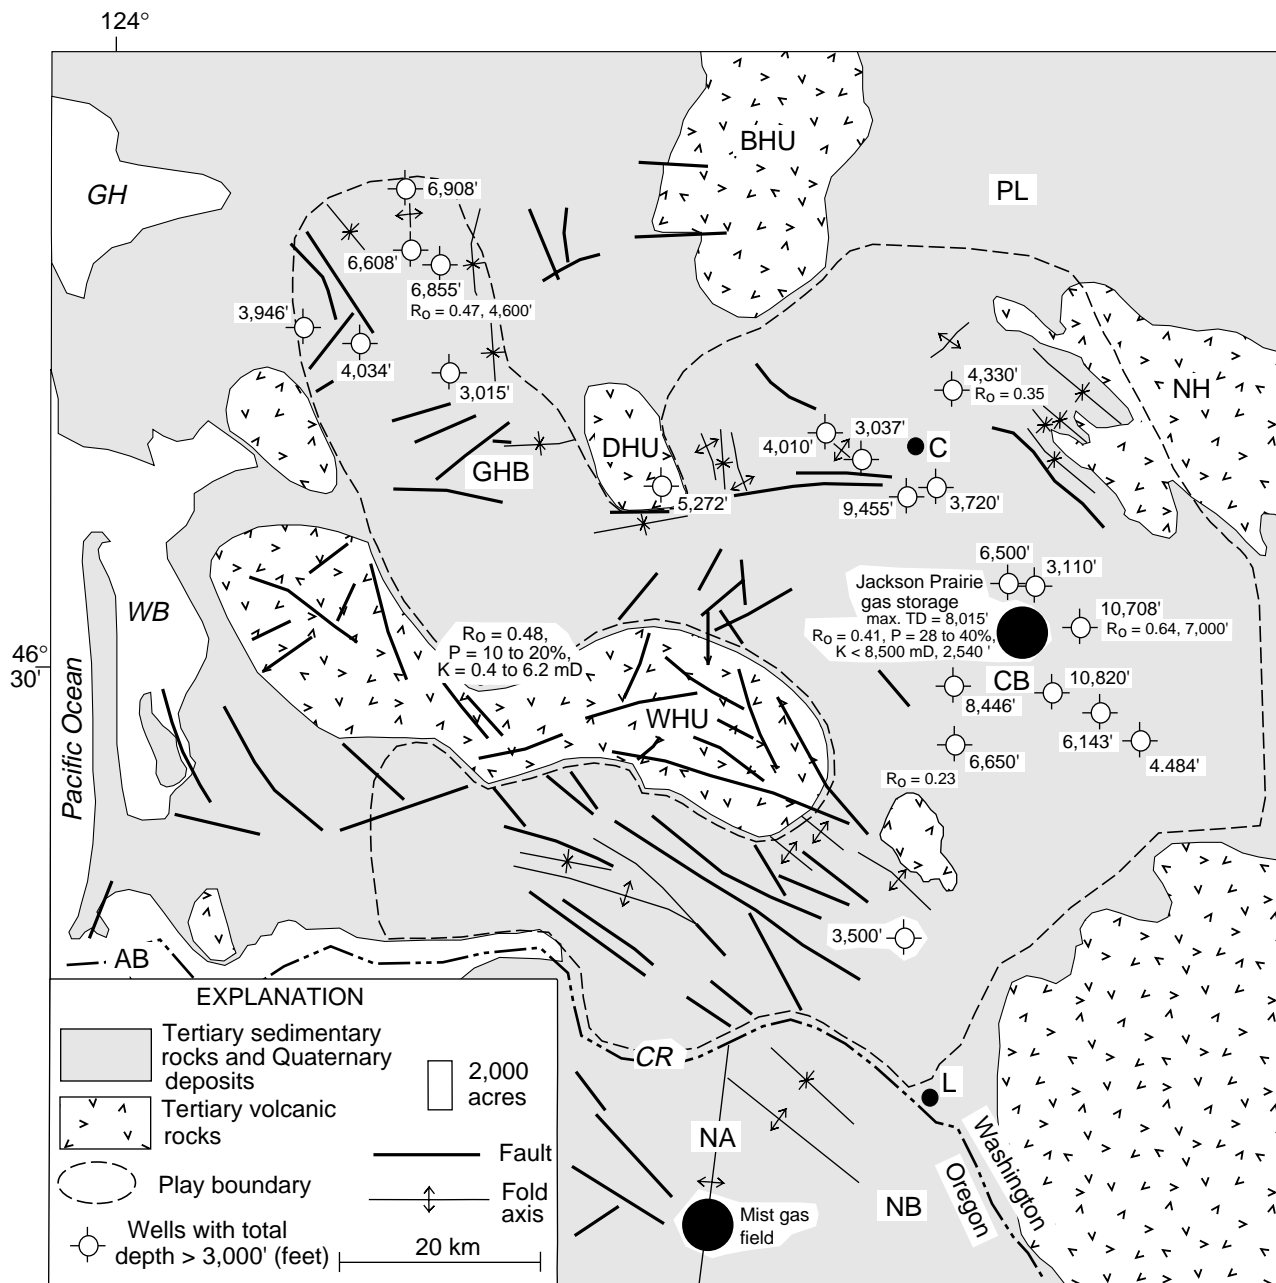 124°
BHU
GH
6,908'
PL
6,608'
6,855'
Ro = 0.47, 4,600'
3,946'
4,034'
3,015'
4,330'
Ro = 0.35
NH
DHU
3,037'
4,010'
C
GHB
5,272'
9,455'
3,720'
6,500'
3,110'
Jackson Prairie
gas storage
max. TD = 8,015'
Ro = 0.41, P = 28 to 40%,
K < 8,500 mD, 2,540 '
10,708'
Ro = 0.64, 7,000'
WB
Ro = 0.48,
P = 10 to 20%,
K = 0.4 to 6.2 mD
46°
30'
CB
10,820'
8,446'
WHU
6,143'
6,650'
4.484'
Pacific Ocean
Ro = 0.23
3,500'
AB
EXPLANATION
Tertiary sedimentary
rocks and Quaternary
deposits
2,000
acres
Tertiary volcanic
rocks
Fault
Play boundary
Fold
axis
Wells with total
depth > 3,000' (feet)
20 km
CR
L
NA
Washington
Oregon
NB
Mist gas
field